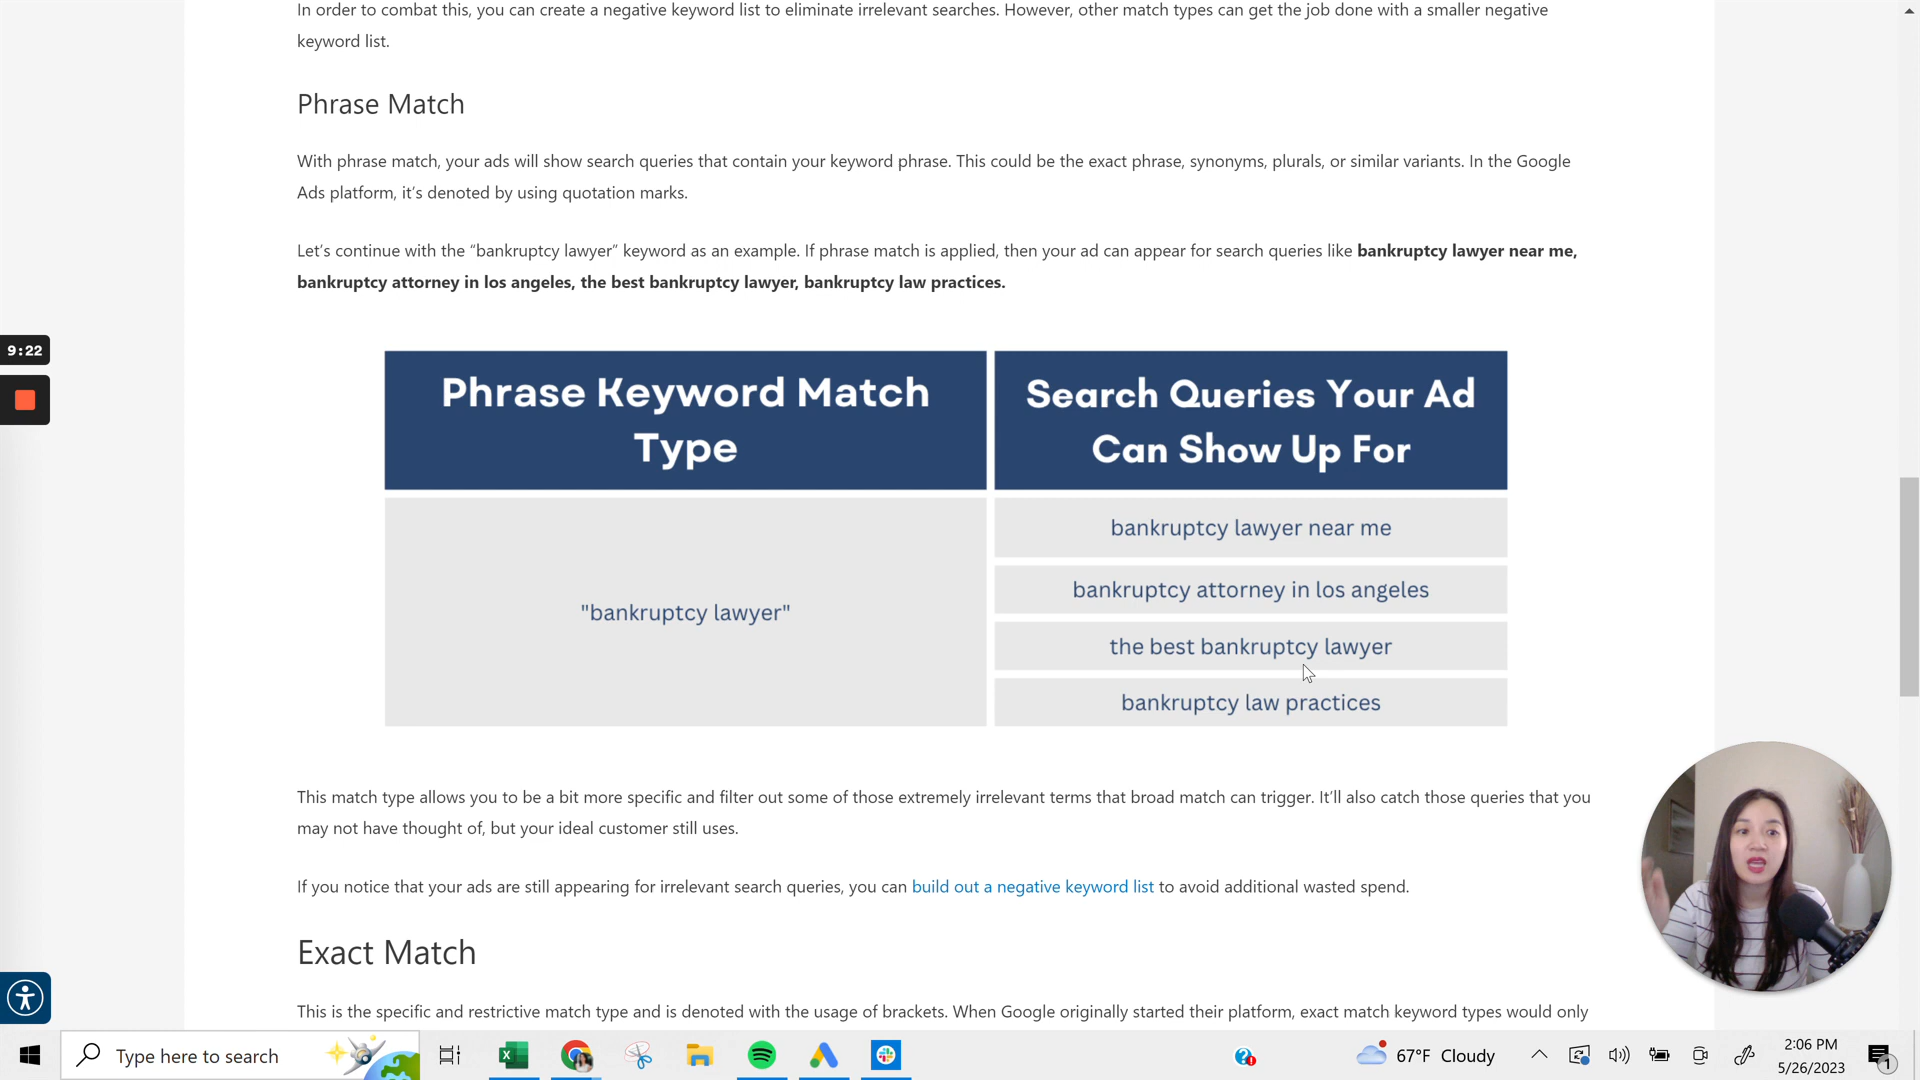 In order to combat this, you can create a negative keyword list to eliminate irrelevant searches. However, other match types can get the job done with a smaller negative
keyword list.
Phrase Match
With phrase match, your ads will show search queries that contain your keyword phrase. This could be the exact phrase, synonyms, plurals, or similar variants. In the Google
Ads platform, it’s denoted by using quotation marks.
Let’s continue with the “bankruptcy lawyer” keyword as an example. If phrase match is applied, then your ad can appear for search queries like bankruptcy lawyer near me,
bankruptcy attorney in los angeles, the best bankruptcy lawyer, bankruptcy law practices.
9:22
Phrase Keyword Match
Type
Search Queries Your Ad
Can Show Up For
"bankruptcy lawyer"
bankruptcy lawyer near me
bankruptcy attorney in los angeles
the best bankruptcy lawyer
bankruptcy law practices
This match type allows you to be a bit more specific and filter out some of those extremely irrelevant terms that broad match can trigger. It’ll also catch those queries that you
may not have thought of, but your ideal customer still uses.
If you notice that your ads are still appearing for irrelevant search queries, you can build out a negative keyword list to avoid additional wasted spend.
Exact Match
This is the specific and restrictive match type and is denoted with the usage of brackets. When Google originally started their platform, exact match keyword types would only
Type here to search
67°F Cloudy
2:06 PM
5/26/2023
1